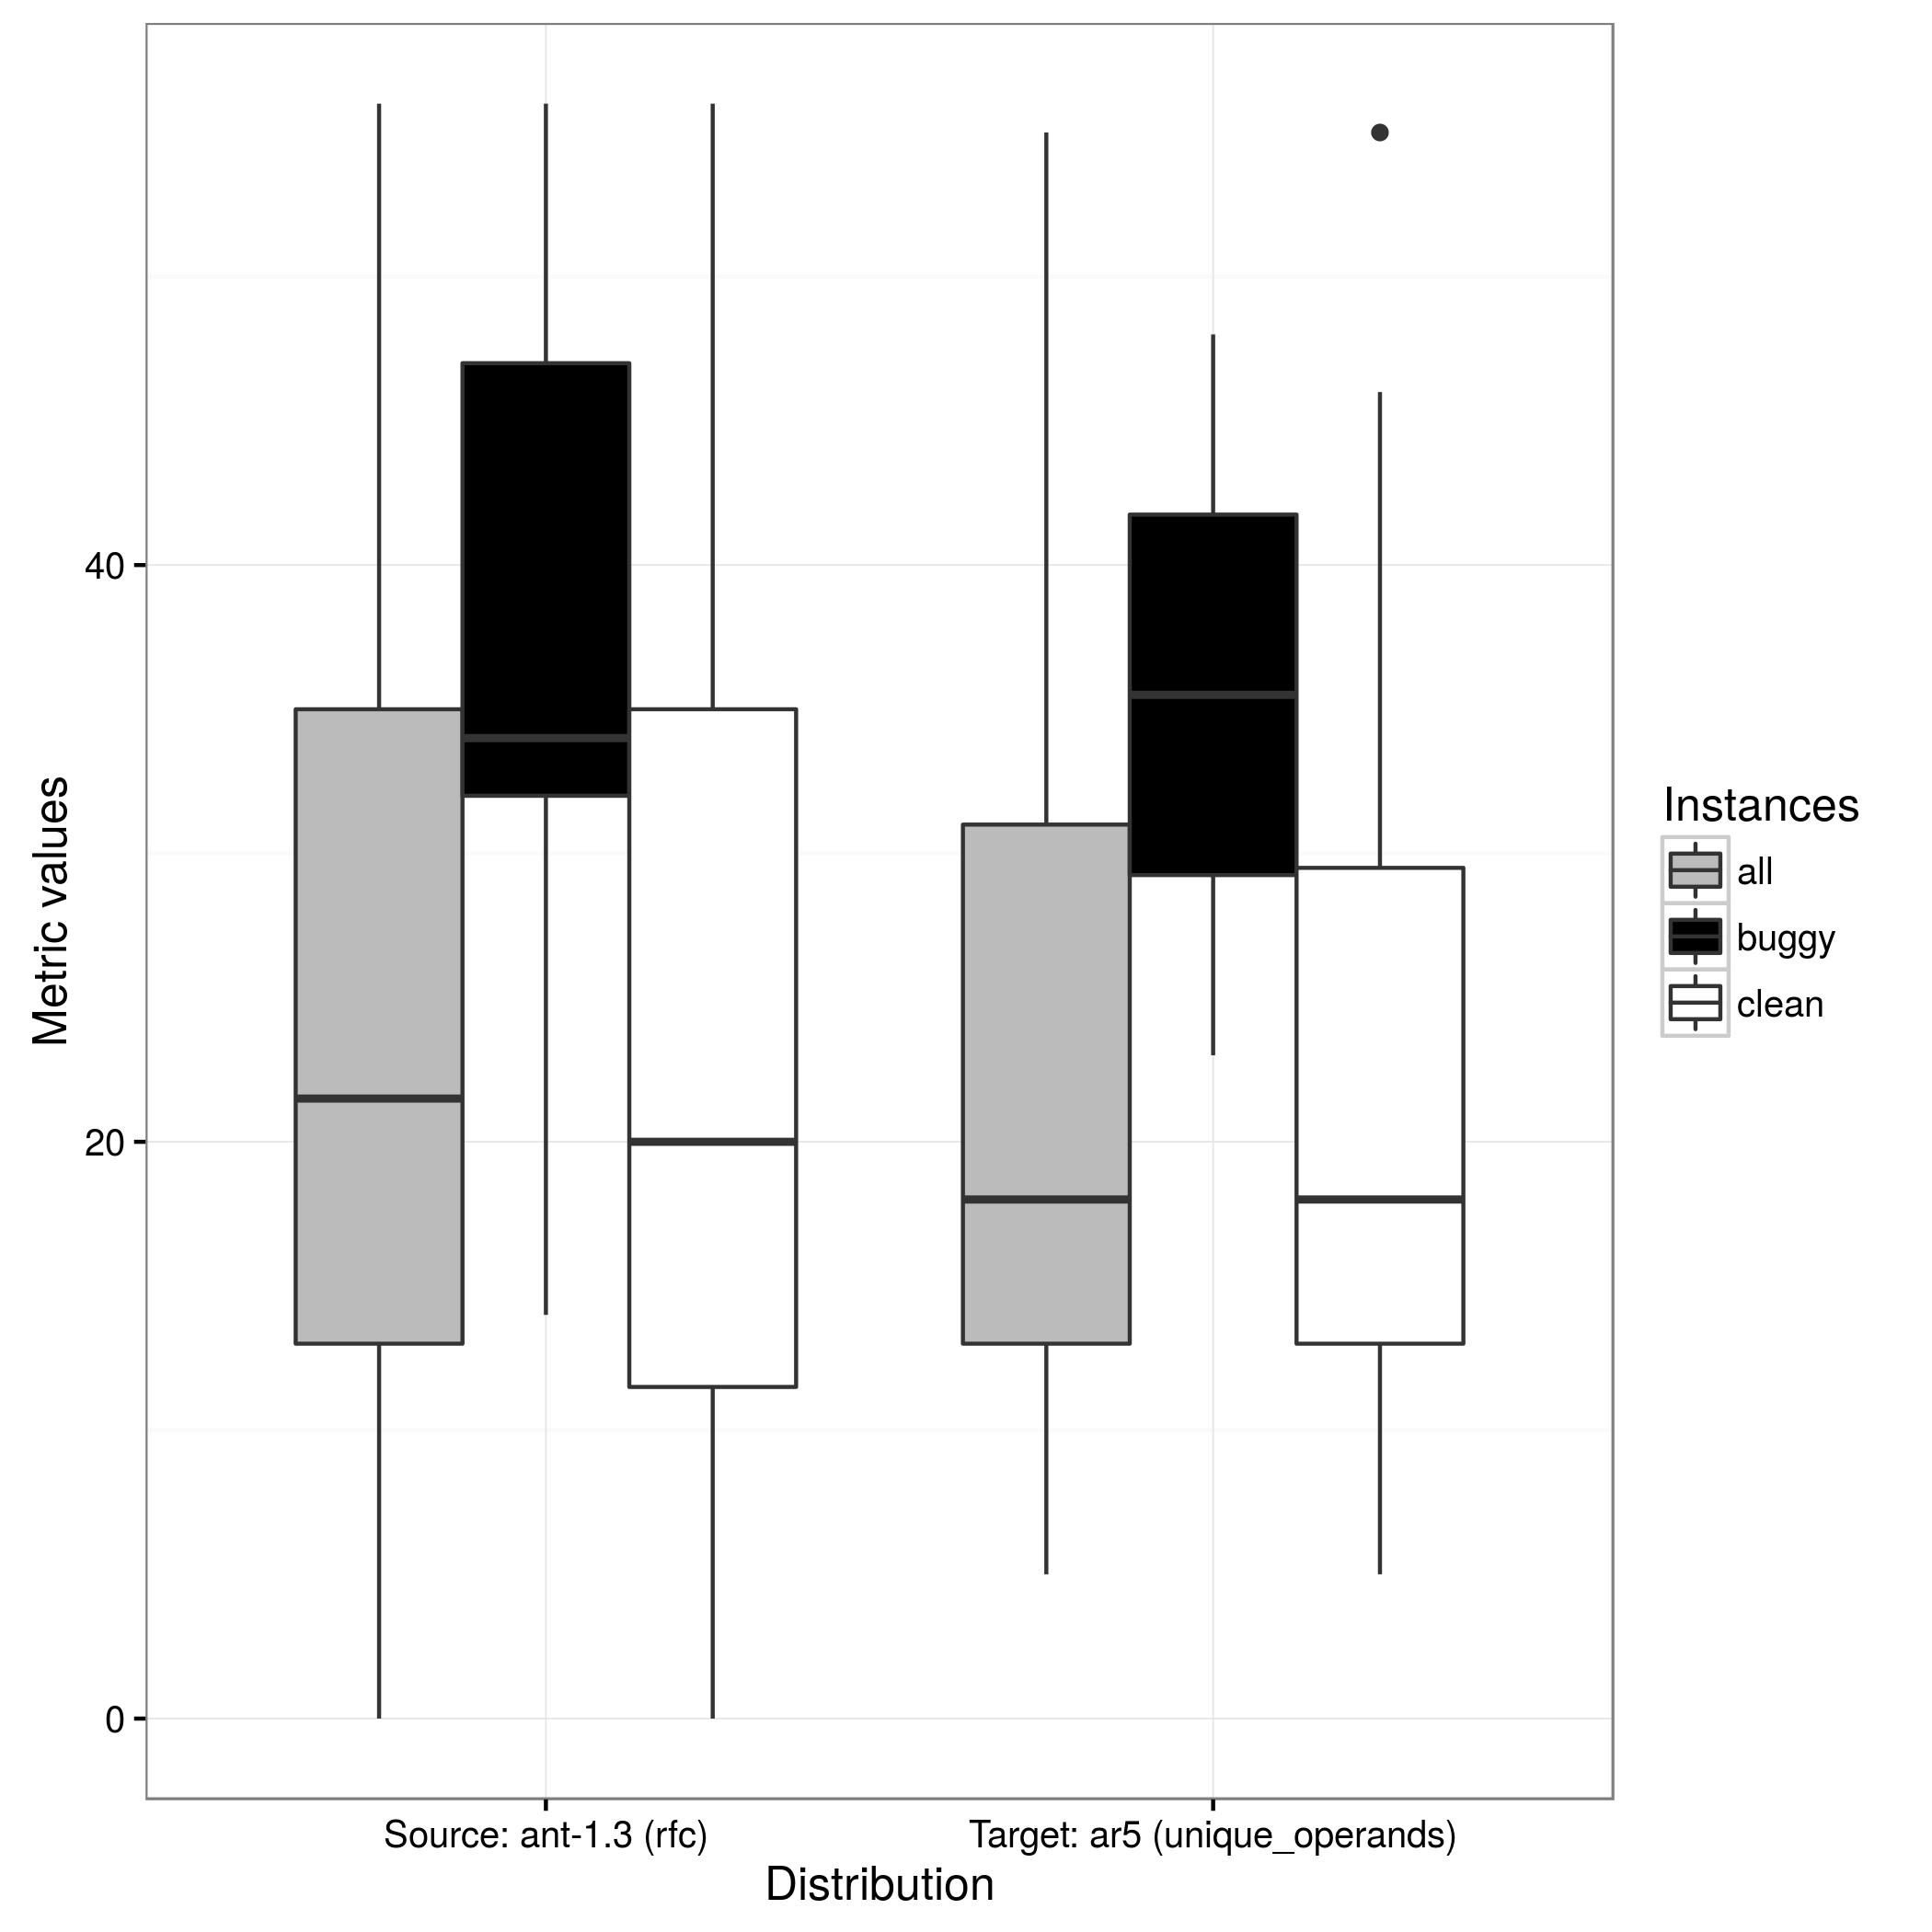 Metric values
40
20
0
Source: ant-1.3 (rfc)
Target: ar5 (unique_operands)
Distribution
Instances
all
buggy
clean